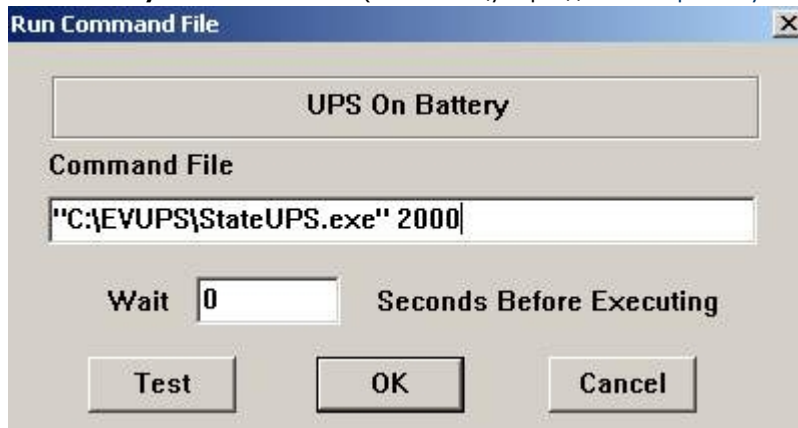 Run Command File
UPS On Battery
Command File
"C:\EVUPS\StateUPS.exe" 2000
Wait 0 Seconds Before Executing
Test OK Cancel